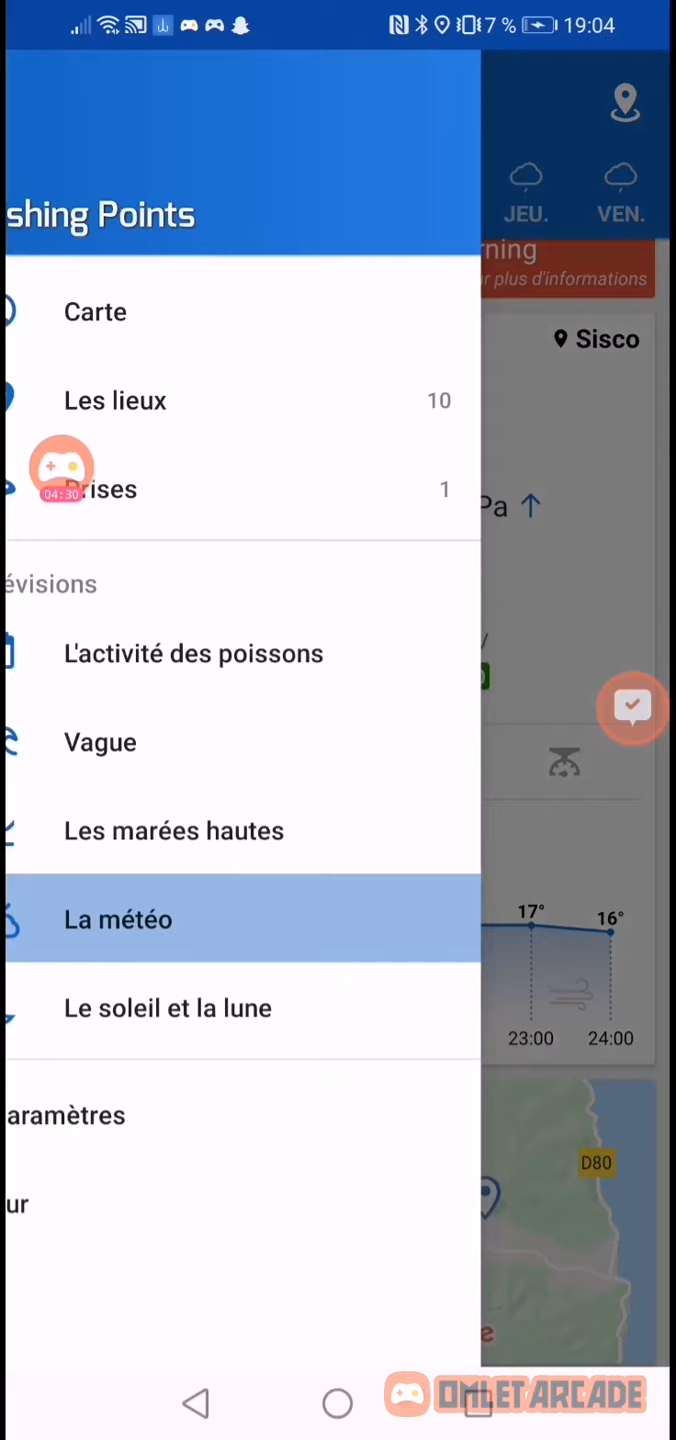 7 % 19:04
shing Points
JEU. VEN.
rning
r plus d'informations
Carte
Sisco
Les lieux 10
04:30
Prises 1
Pa
évisions
L'activité des poissons
Vague
Les marées hautes
La météo
17° 16°
Le soleil et la lune
23:00 24:00
aramètres
D80
ur
e
OMLET ARCADE